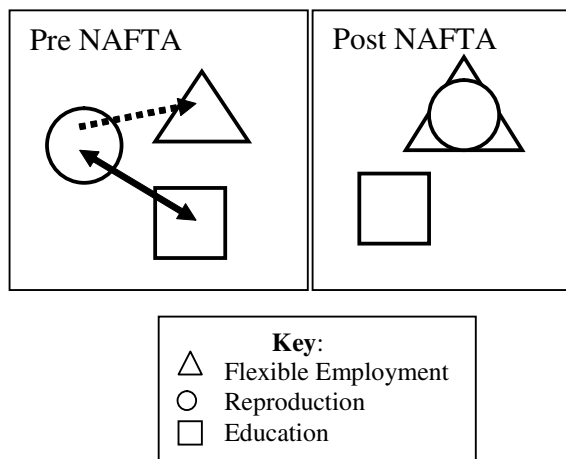 Pre NAFTA
Post NAFTA
Key:
Flexible Employment
Reproduction
Education